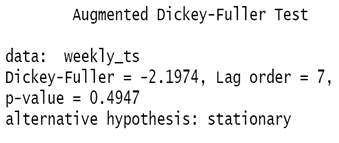 Augmented Dickey-Fuller Test
data: weekly_ts
Dickey-Fuller = -2.1974, Lag order = 7,
p-value = 0.4947
alternative hypothesis: stationary